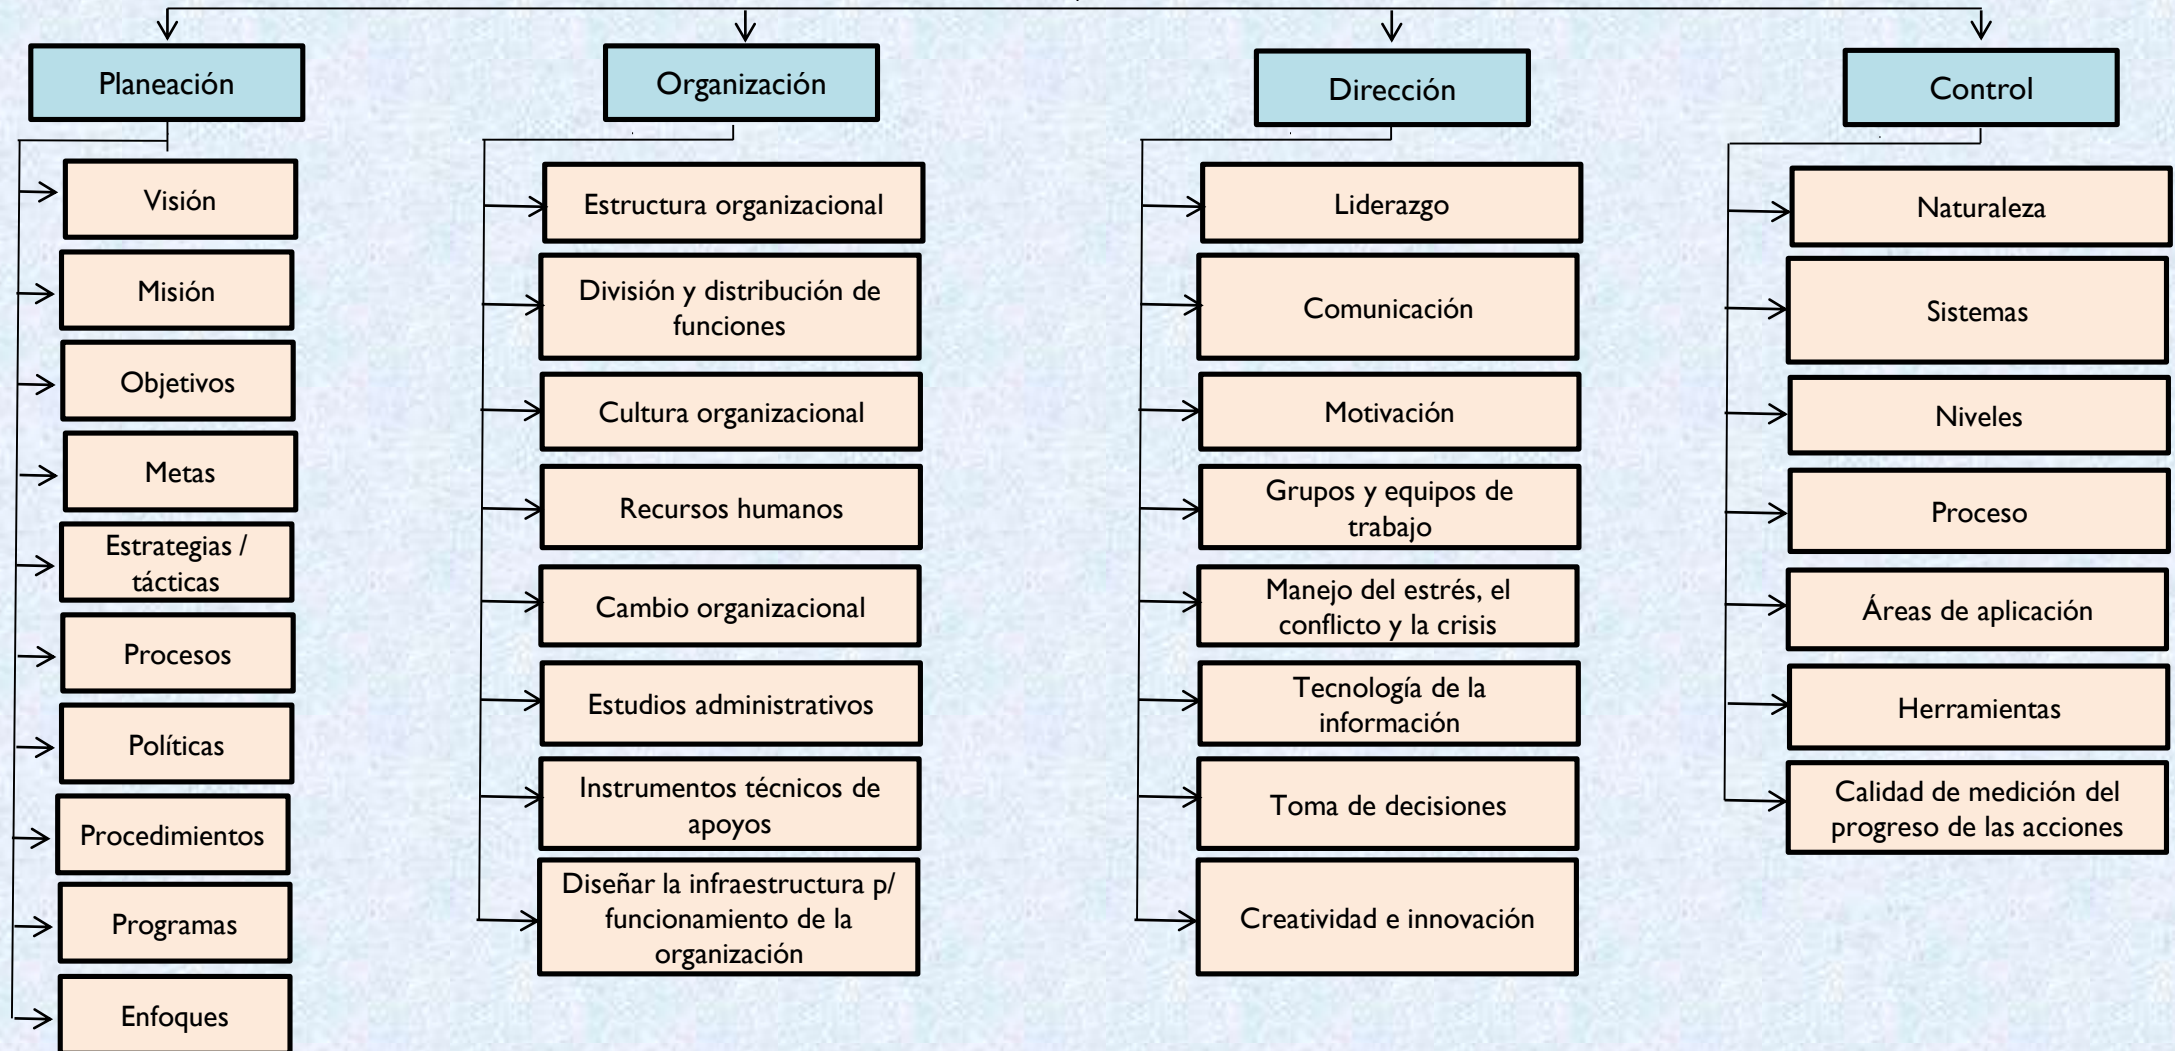 Planeación
Visión
Misión
Objetivos
Metas
Estrategias /
tácticas
Procesos
Políticas
Procedimientos
Programas
Enfoques
Organización
Estructura organizacional
División y distribución de
funciones
Cultura organizacional
Recursos humanos
Cambio organizacional
Estudios administrativos
Instrumentos técnicos de
apoyos
Diseñar la infraestructura p/
funcionamiento de la
organización
Dirección
Liderazgo
Comunicación
Motivación
Grupos y equipos de
trabajo
Manejo del estrés, el
conflicto y la crisis
Tecnología de la
información
Toma de decisiones
Creatividad e innovación
Control
Naturaleza
Sistemas
Niveles
Proceso
Áreas de aplicación
Herramientas
Calidad de medición del
progreso de las acciones